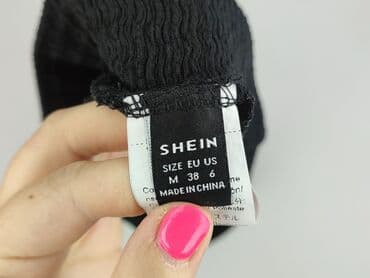 SHEIN
SIZE EU US
M 38 6
MADE IN CHINA